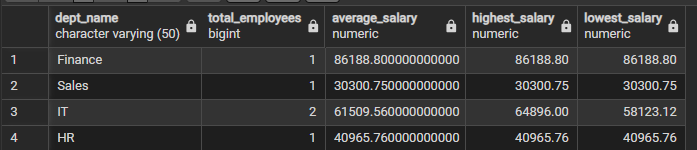 dept_name total_employees average_salary highest_salary lowest_salary
character varying (50) bigint numeric numeric numeric
1 Finance 1 86188.800000000000 86188.80 86188.80
2 Sales 1 30300.750000000000 30300.75 30300.75
3 IT 2 61509.560000000000 64896.00 58123.12
4 HR 1 40965.760000000000 40965.76 40965.76